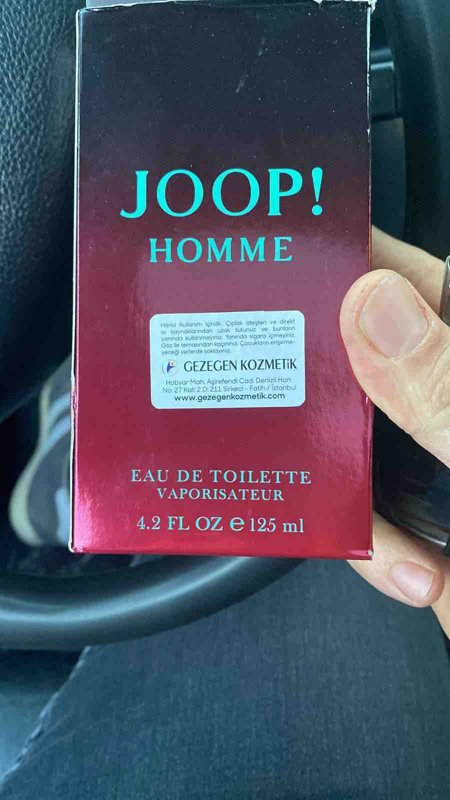 JOOP!
HOMME
Harici Kullanım İçindir. Çıplak ateşten ve direkt
ısı kaynaklarından uzak tutunuz ve bunların
yanında kullanmayınız. Yanında sigara içmeyiniz.
Göz ile temasından kaçınınız. Çocukların erişeme-
yeceği yerlerde saklayınız.
GEZEGEN KOZMETİK
Hobyar Mah. Aşirefendi Cad. Denizli Han
No: 27 Kat: 2 D: 211 Sirkeci - Fatih / İstanbul
www.gezegenkozmetik.com
EAU DE TOILETTE
VAPORISATEUR
4.2 FL OZ e 125 ml